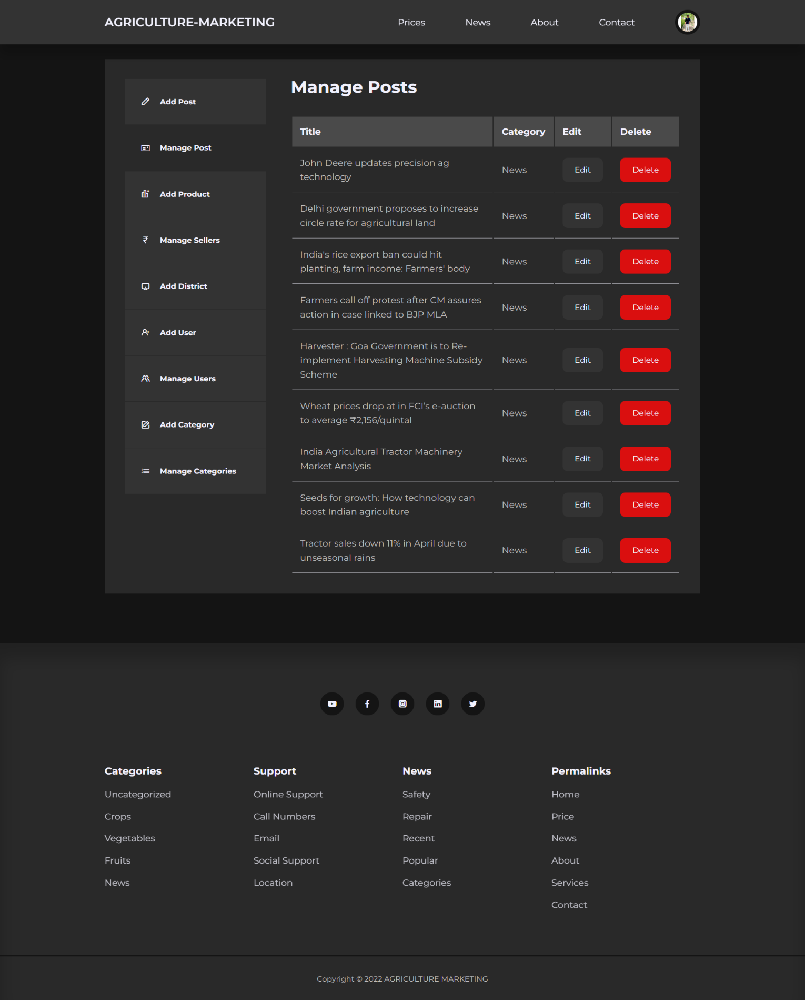 AGRICULTURE-MARKETING
Prices
News
About
Contact
Add Post
Manage Post
Add Product
Manage Sellers
Add District
Add User
Manage Users
Add Category
Manage Categories
Manage Posts
Title Category Edit Delete
John Deere updates precision ag
technology
News Edit Delete
Delhi government proposes to increase
circle rate for agricultural land
News Edit Delete
India's rice export ban could hit
planting, farm income: Farmers' body
News Edit Delete
Farmers call off protest after CM assures
action in case linked to BJP MLA
News Edit Delete
Harvester : Goa Government is to Re-
implement Harvesting Machine Subsidy
Scheme
News Edit Delete
Wheat prices drop at in FCI’s e-auction
to average ₹2,156/quintal
News Edit Delete
India Agricultural Tractor Machinery
Market Analysis
News Edit Delete
Seeds for growth: How technology can
boost Indian agriculture
News Edit Delete
Tractor sales down 11% in April due to
unseasonal rains
News Edit Delete
Categories
Uncategorized
Crops
Vegetables
Fruits
News
Support
Online Support
Call Numbers
Email
Social Support
Location
News
Safety
Repair
Recent
Popular
Categories
Permalinks
Home
Price
News
About
Services
Contact
Copyright © 2022 AGRICULTURE MARKETING